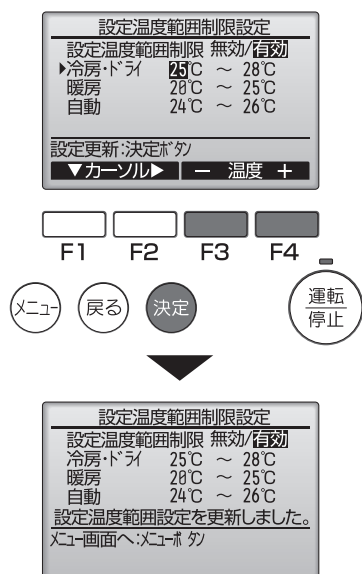 設定温度範囲制限設定
設定温度範囲制限 無効/有効
▶冷房・ドライ 25℃ ～ 28℃
暖房 20℃ ～ 25℃
自動 24℃ ～ 26℃
設定更新:決定ボタン
▼カーソル▶ － 温度 ＋
F1 F2 F3 F4
メニュー 戻る 決定 運転
停止
設定温度範囲制限設定
設定温度範囲制限 無効/有効
冷房・ドライ 25℃ ～ 28℃
暖房 20℃ ～ 25℃
自動 24℃ ～ 26℃
設定温度範囲設定を更新しました。
メニュー画面へ:メニューボタン